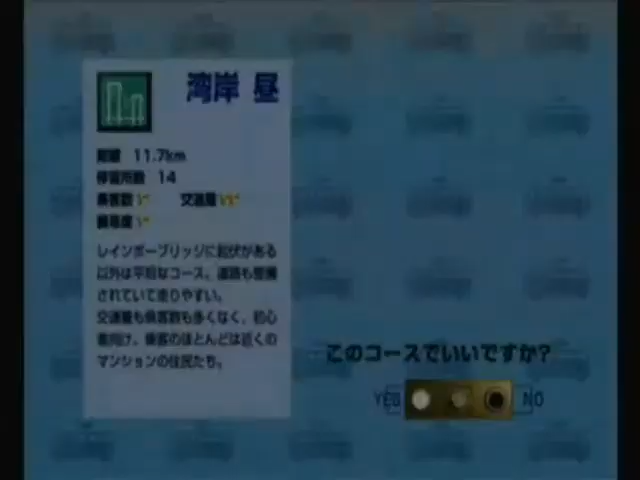 湾岸 昼
距離 11.7km
停留所数 14
乗客数 交通量
難易度
レインボーブリッジに起伏がある
以外は平坦なコース。道路も整備
されていて走りやすい。
交通量も乗客数も多くなく、初心
者向け。乗客のほとんどは近くの
マンションの住民たち。
このコースでいいですか?
YES NO